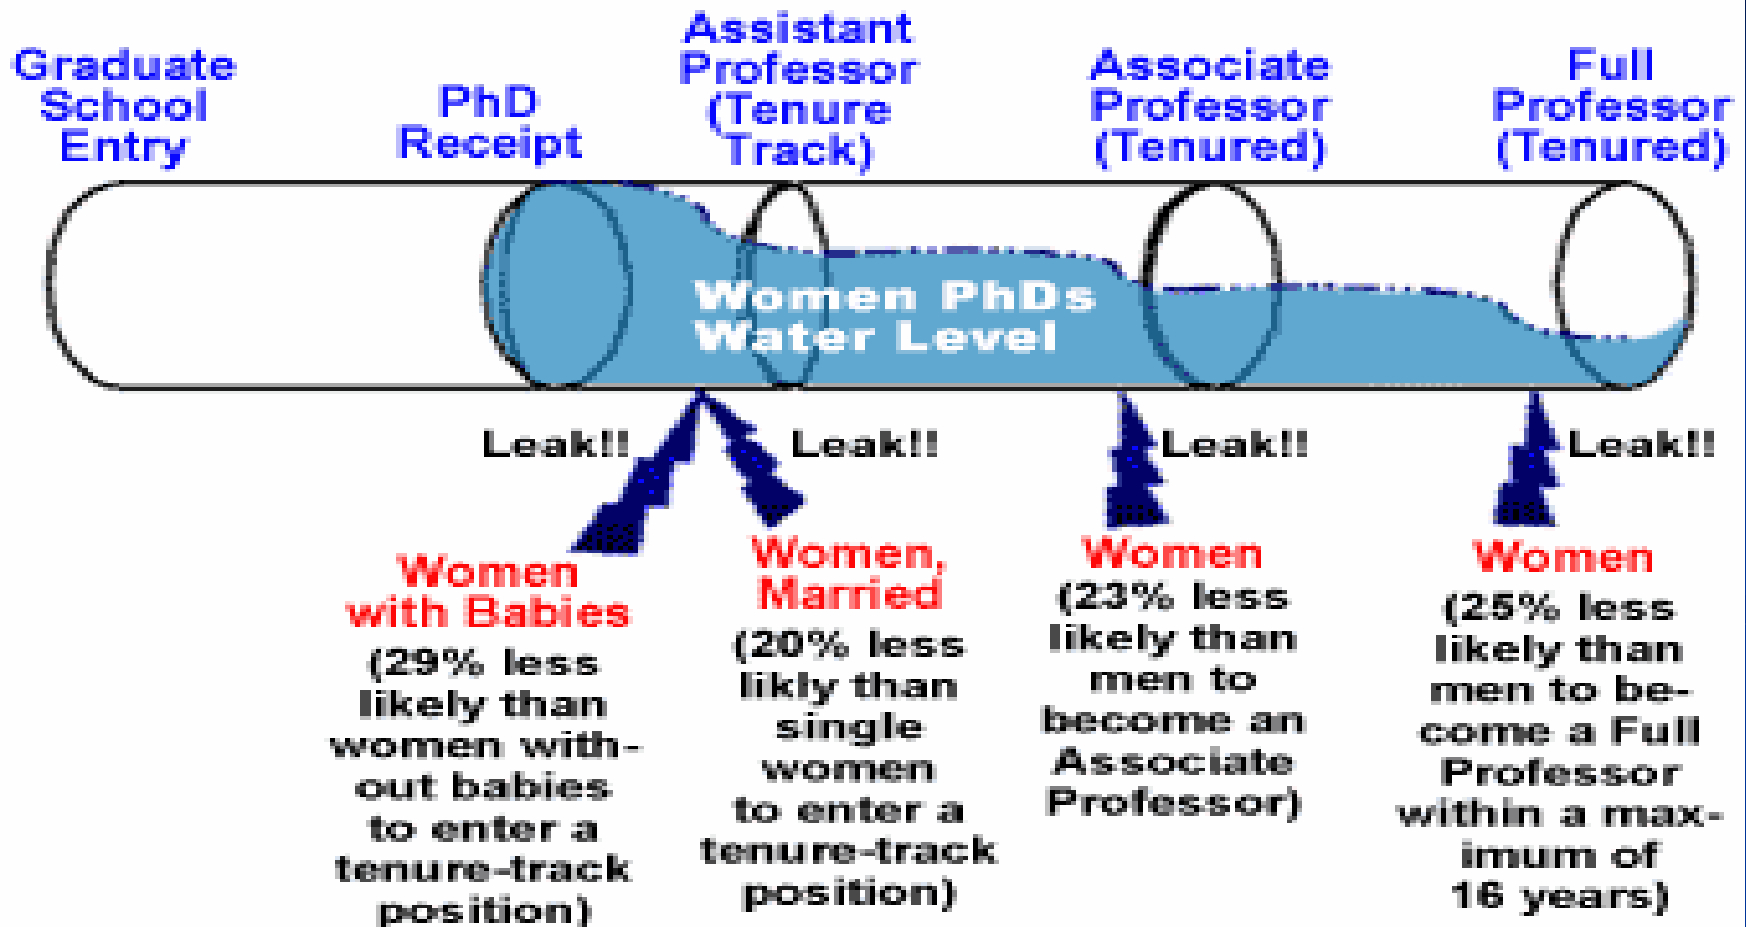 Graduate
School
Entry
PhD
Receipt
Assistant
Professor
(Tenure
Track)
Associate
Professor
(Tenured)
Full
Professor
(Tenured)
Women PhDs
Water Level
Leak!!
Leak!!
Leak!!
Leak!!
Women
with Babies
(29% less
likely than
women with-
out babies
to enter a
tenure-track
position)
Women,
Married
(20% less
likly than
single
women
to enter a
tenure-track
position)
Women
(23% less
likely than
men to
become an
Associate
Professor)
Women
(25% less
likely than
men to be-
come a Full
Professor
within a max-
imum of
16 years)